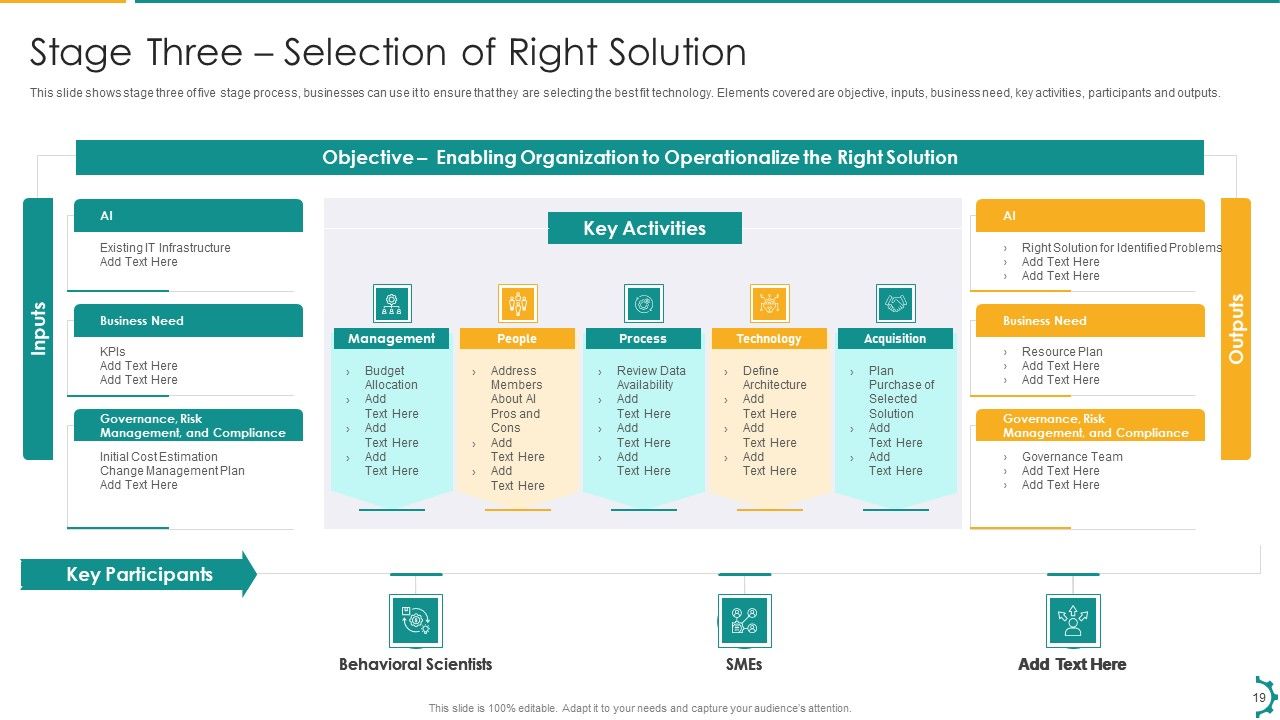 Stage Three – Selection of Right Solution
This slide shows stage three of five stage process, businesses can use it to ensure that they are selecting the best fit technology. Elements covered are objective, inputs, business need, key activities, participants and outputs.
Objective – Enabling Organization to Operationalize the Right Solution
Inputs
AI
Existing IT Infrastructure
Add Text Here
Business Need
KPIs
Add Text Here
Add Text Here
Governance, Risk
Management, and Compliance
Initial Cost Estimation
Change Management Plan
Add Text Here
Key Activities
Management
› Budget
Allocation
› Add
Text Here
› Add
Text Here
› Add
Text Here
People
› Address
Members
About AI
Pros and
Cons
› Add
Text Here
› Add
Text Here
Process
› Review Data
Availability
› Add
Text Here
› Add
Text Here
› Add
Text Here
Technology
› Define
Architecture
› Add
Text Here
› Add
Text Here
› Add
Text Here
Acquisition
› Plan
Purchase of
Selected
Solution
› Add
Text Here
› Add
Text Here
Outputs
AI
› Right Solution for Identified Problems
› Add Text Here
› Add Text Here
Business Need
› Resource Plan
› Add Text Here
› Add Text Here
Governance, Risk
Management, and Compliance
› Governance Team
› Add Text Here
› Add Text Here
Key Participants
Behavioral Scientists
SMEs
Add Text Here
This slide is 100% editable. Adapt it to your needs and capture your audience's attention.
19